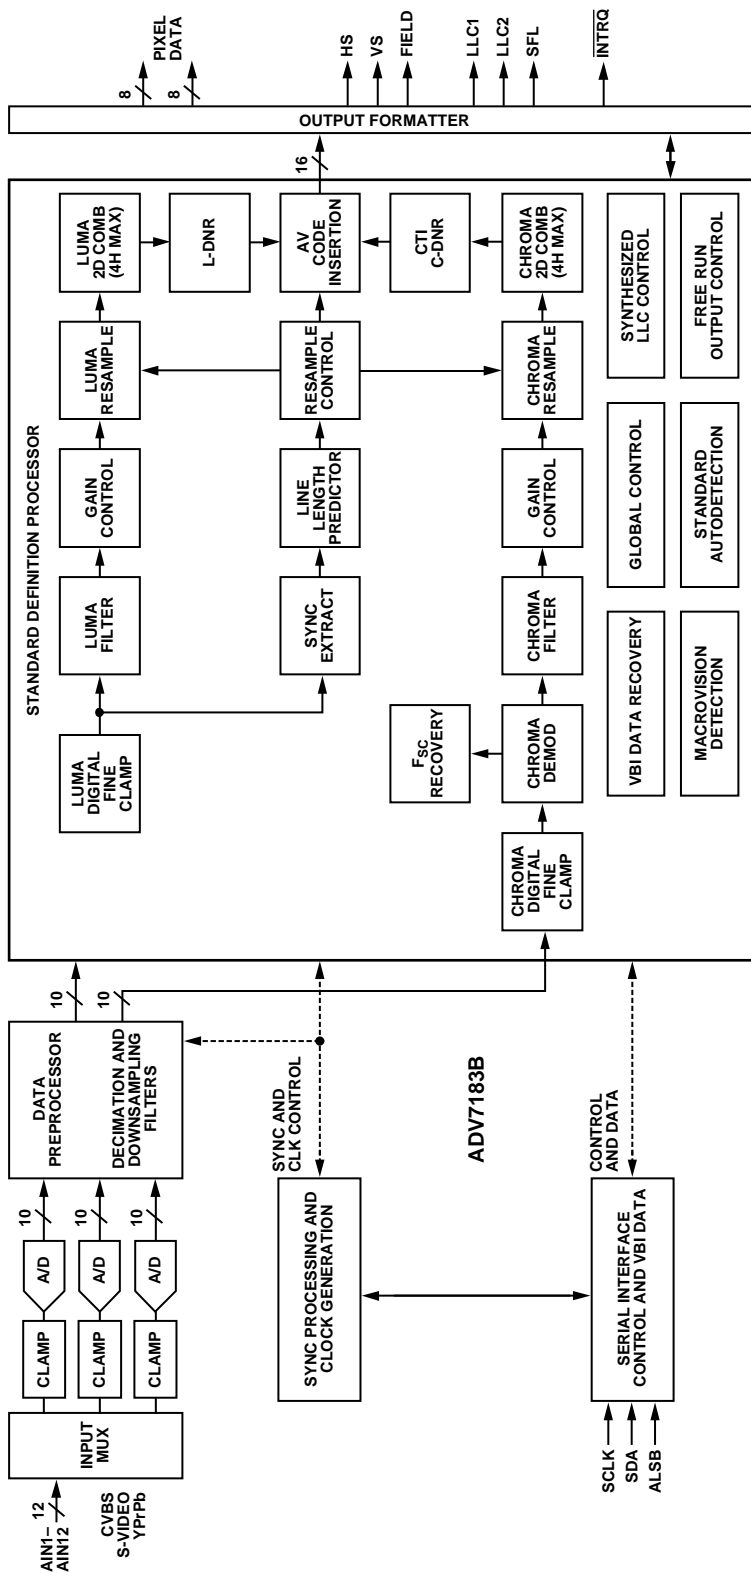 AIN1–
AIN12
12
CVBS
S-VIDEO
YPrPb
INPUT
MUX
CLAMP
CLAMP
CLAMP
A/D
A/D
A/D
10
10
10
DATA
PREPROCESSOR
DECIMATION AND
DOWNSAMPLING
FILTERS
10
10
STANDARD DEFINITION PROCESSOR
LUMA
DIGITAL
FINE
CLAMP
LUMA
FILTER
GAIN
CONTROL
LUMA
RESAMPLE
LUMA
2D COMB
(4H MAX)
L-DNR
SYNC
EXTRACT
LINE
LENGTH
PREDICTOR
RESAMPLE
CONTROL
AV
CODE
INSERTION
16
CTI
C-DNR
FSC
RECOVERY
CHROMA
DIGITAL
FINE
CLAMP
CHROMA
DEMOD
CHROMA
FILTER
GAIN
CONTROL
CHROMA
RESAMPLE
CHROMA
2D COMB
(4H MAX)
VBI DATA RECOVERY
GLOBAL CONTROL
SYNTHESIZED
LLC CONTROL
MACROVISION
DETECTION
STANDARD
AUTODETECTION
FREE RUN
OUTPUT CONTROL
OUTPUT FORMATTER
8
8
PIXEL
DATA
HS
VS
FIELD
LLC1
LLC2
SFL
INTRQ
SYNC PROCESSING AND
CLOCK GENERATION
SYNC AND
CLK CONTROL
ADV7183B
SCLK
SDA
ALSB
SERIAL INTERFACE
CONTROL AND VBI DATA
CONTROL
AND DATA